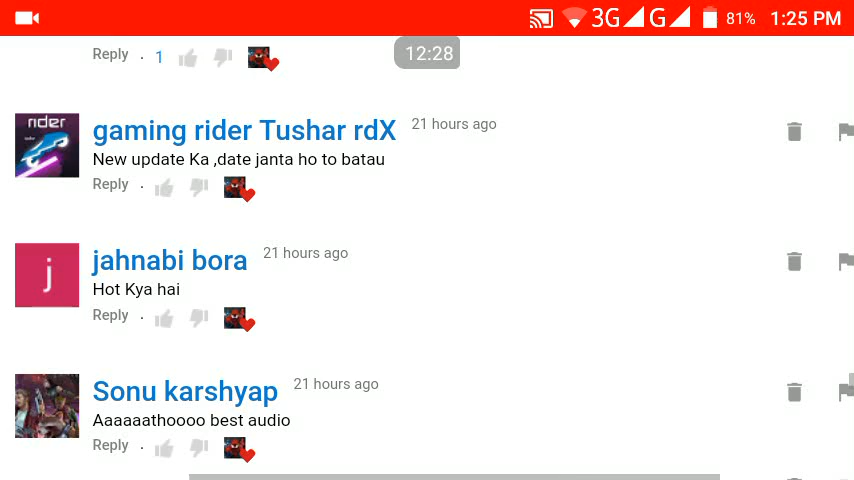 3G G 81% 1:25 PM
Reply . 1
12:28
rider
gaming rider Tushar rdX 21 hours ago
New update Ka ,date janta ho to batau
Reply .
j
jahnabi bora 21 hours ago
Hot Kya hai
Reply .
Sonu karshyap 21 hours ago
Aaaaaathoooo best audio
Reply .